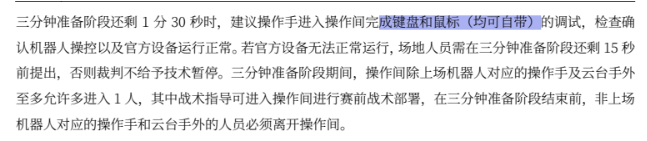 三分钟准备阶段还剩 1 分 30 秒时，建议操作手进入操作间完成键盘和鼠标（均可自带）的调试，检查确
认机器人操控以及官方设备运行正常。若官方设备无法正常运行，场地人员需在三分钟准备阶段还剩 15 秒
前提出，否则裁判不给予技术暂停。三分钟准备阶段期间，操作间除上场机器人对应的操作手及云台手外
至多允许多进入 1 人，其中战术指导可进入操作间进行赛前战术部署，在三分钟准备阶段结束前，非上场
机器人对应的操作手和云台手外的人员必须离开操作间。